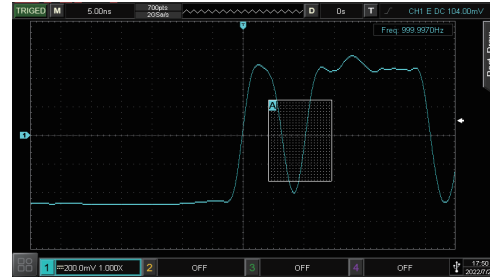 TRIGED M 5.00ns 700pts D 0s T CH1 E DC 104.00mV
20Sa/s
Freq 999.9970Hz
A
1
1 200.0mV 1.000X 2 OFF 3 OFF 4 OFF 17:50